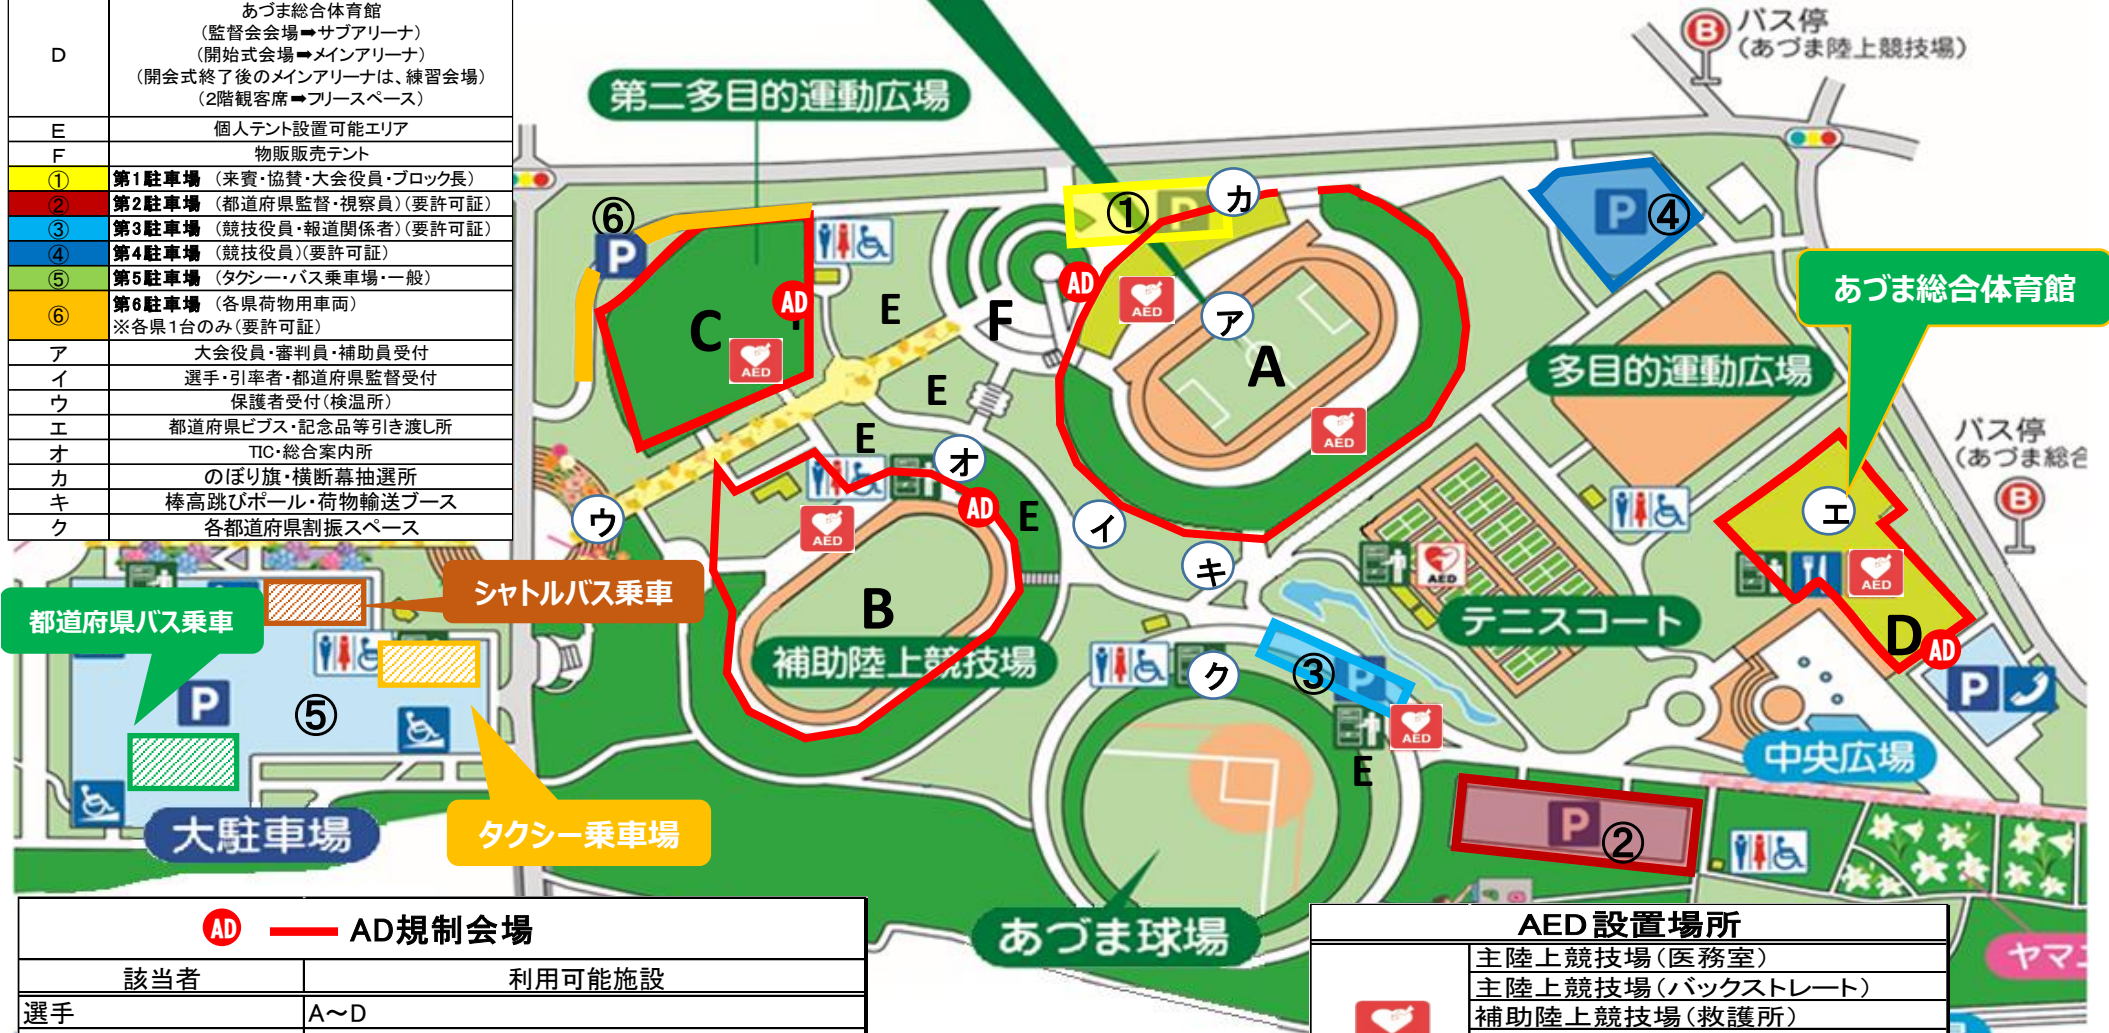 D
あづま総合体育館
(監督会会場➡サブアリーナ)
(開始式会場➡メインアリーナ)
(開会式終了後のメインアリーナは、練習会場)
(2階観客席➡フリースペース)
E 個人テント設置可能エリア
F 物販販売テント
① 第1駐車場 (来賓・協賛・大会役員・ブロック長)
② 第2駐車場 (都道府県監督・視察員)(要許可証)
③ 第3駐車場 (競技役員・報道関係者)(要許可証)
④ 第4駐車場 (競技役員)(要許可証)
⑤ 第5駐車場 (タクシー・バス乗車場・一般)
⑥ 第6駐車場 (各県荷物用車両)
※各県1台のみ(要許可証)
ア 大会役員・審判員・補助員受付
イ 選手・引率者・都道府県監督受付
ウ 保護者受付(検温所)
エ 都道府県ビブス・記念品等引き渡し所
オ TIC・総合案内所
カ のぼり旗・横断幕抽選所
キ 棒高跳びポール・荷物輸送ブース
ク 各都道府県割振スペース
第二多目的運動広場
B バス停
(あづま陸上競技場)
⑥
P
① P
カ
P ④
あづま総合体育館
AD
AD
AED
C
AED
E
F
ア
A
多目的運動広場
E
E
オ
AED
バス停
(あづま総合
B
AD
E
イ
ウ
AED
エ
キ
AED
AED
シャトルバス乗車
都道府県バス乗車
B
補助陸上競技場
テニスコート
D
AD
ク
③ P
P
P
⑤
AED
中央広場
E
大駐車場
タクシー乗車場
P ②
あづま球場
ヤマユ
AD AD規制会場
該当者 利用可能施設
選手 A～D
AED設置場所
主陸上競技場(医務室)
主陸上競技場(バックストレート)
補助陸上競技場(救護所)